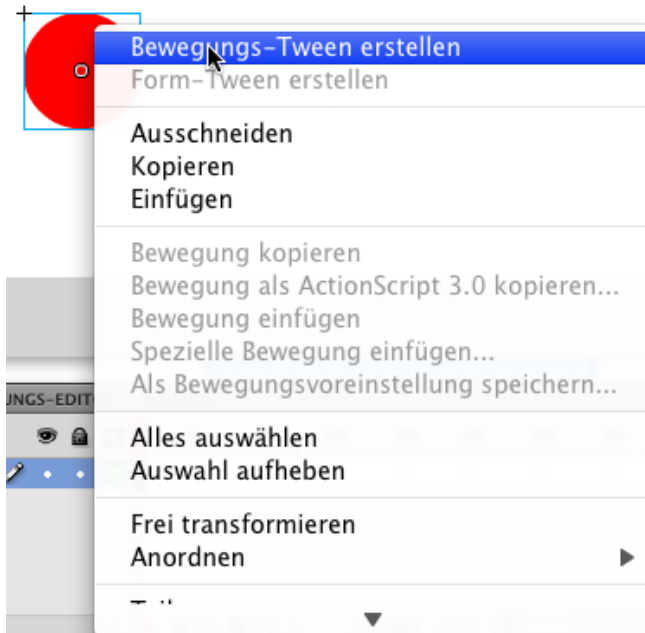 Bewegungs-Tween erstellen
Form-Tween erstellen
Ausschneiden
Kopieren
Einfügen
Bewegung kopieren
Bewegung als ActionScript 3.0 kopieren...
Bewegung einfügen
Spezielle Bewegung einfügen...
Als Bewegungsvoreinstellung speichern...
UNGS-EDIT
Alles auswählen
Auswahl aufheben
Frei transformieren
Anordnen